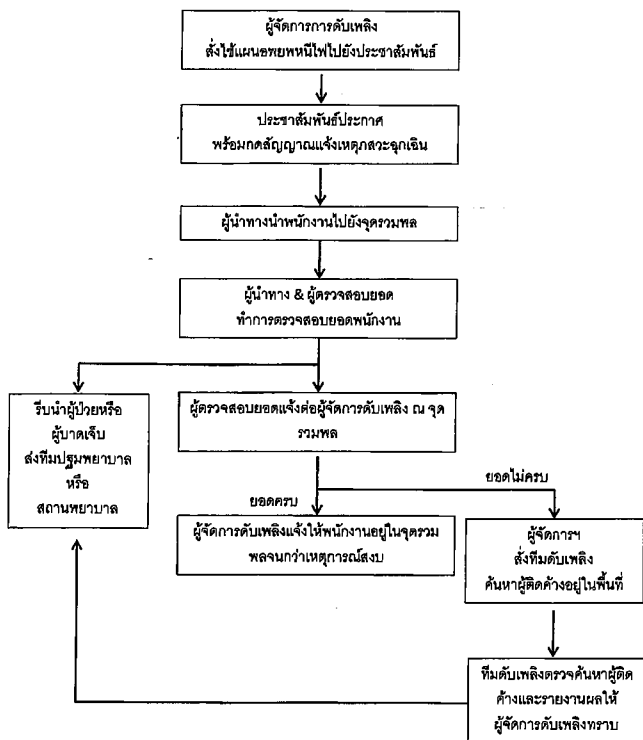 ผู้จัดการการดับเพลิง
สั่งใช้แผนอพยพหนีไฟไปยังประชาสัมพันธ์
ประชาสัมพันธ์ประกาศ
พร้อมกดสัญญาณแจ้งเหตุภาวะฉุกเฉิน
ผู้นำทางนำพนักงานไปยังจุดรวมพล
ผู้นำทาง & ผู้ตรวจสอบยอด
ทำการตรวจสอบยอดพนักงาน
รีบนำผู้ป่วยหรือ
ผู้บาดเจ็บ
ส่งทีมปฐมพยาบาล
หรือ
สถานพยาบาล
ผู้ตรวจสอบยอดแจ้งต่อผู้จัดการดับเพลิง ณ จุด
รวมพล
ยอดครบ
ยอดไม่ครบ
ผู้จัดการดับเพลิงแจ้งให้พนักงานอยู่ในจุดรวม
พลจนกว่าเหตุการณ์สงบ
ผู้จัดการฯ
สั่งทีมดับเพลิง
ค้นหาผู้ติดค้างอยู่ในพื้นที่
ทีมดับเพลิงตรวจค้นหาผู้ติด
ค้างและรายงานผลให้
ผู้จัดการดับเพลิงทราบ